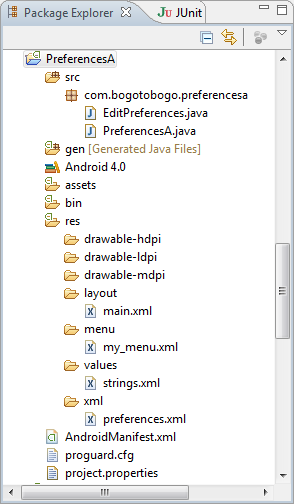 Package Explorer JUnit
PreferencesA
src
com.bogotobogo.preferencesa
EditPreferences.java
PreferencesA.java
gen [Generated Java Files]
Android 4.0
assets
bin
res
drawable-hdpi
drawable-ldpi
drawable-mdpi
layout
main.xml
menu
my_menu.xml
values
strings.xml
xml
preferences.xml
AndroidManifest.xml
proguard.cfg
project.properties